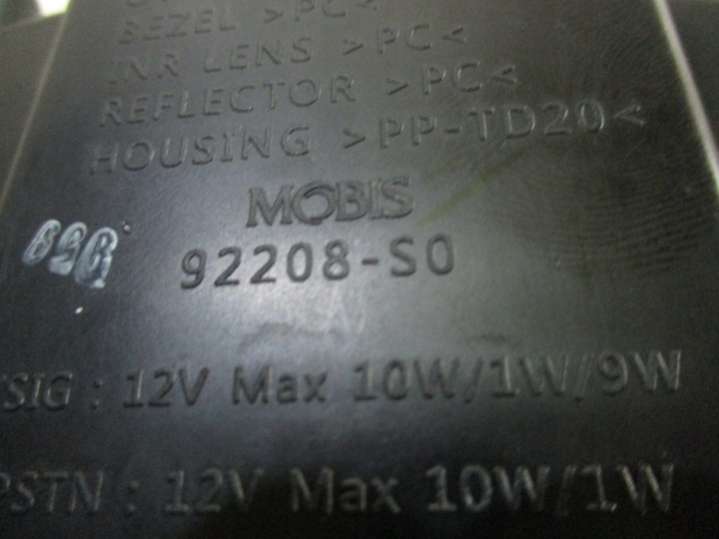 BEZEL >PC<
INR LENS >PC<
REFLECTOR >PC<
HOUSING >PP-TD20<
MOBIS
92208-S0
SIG : 12V Max 10W/1W/9W
PSTN : 12V Max 10W/1W